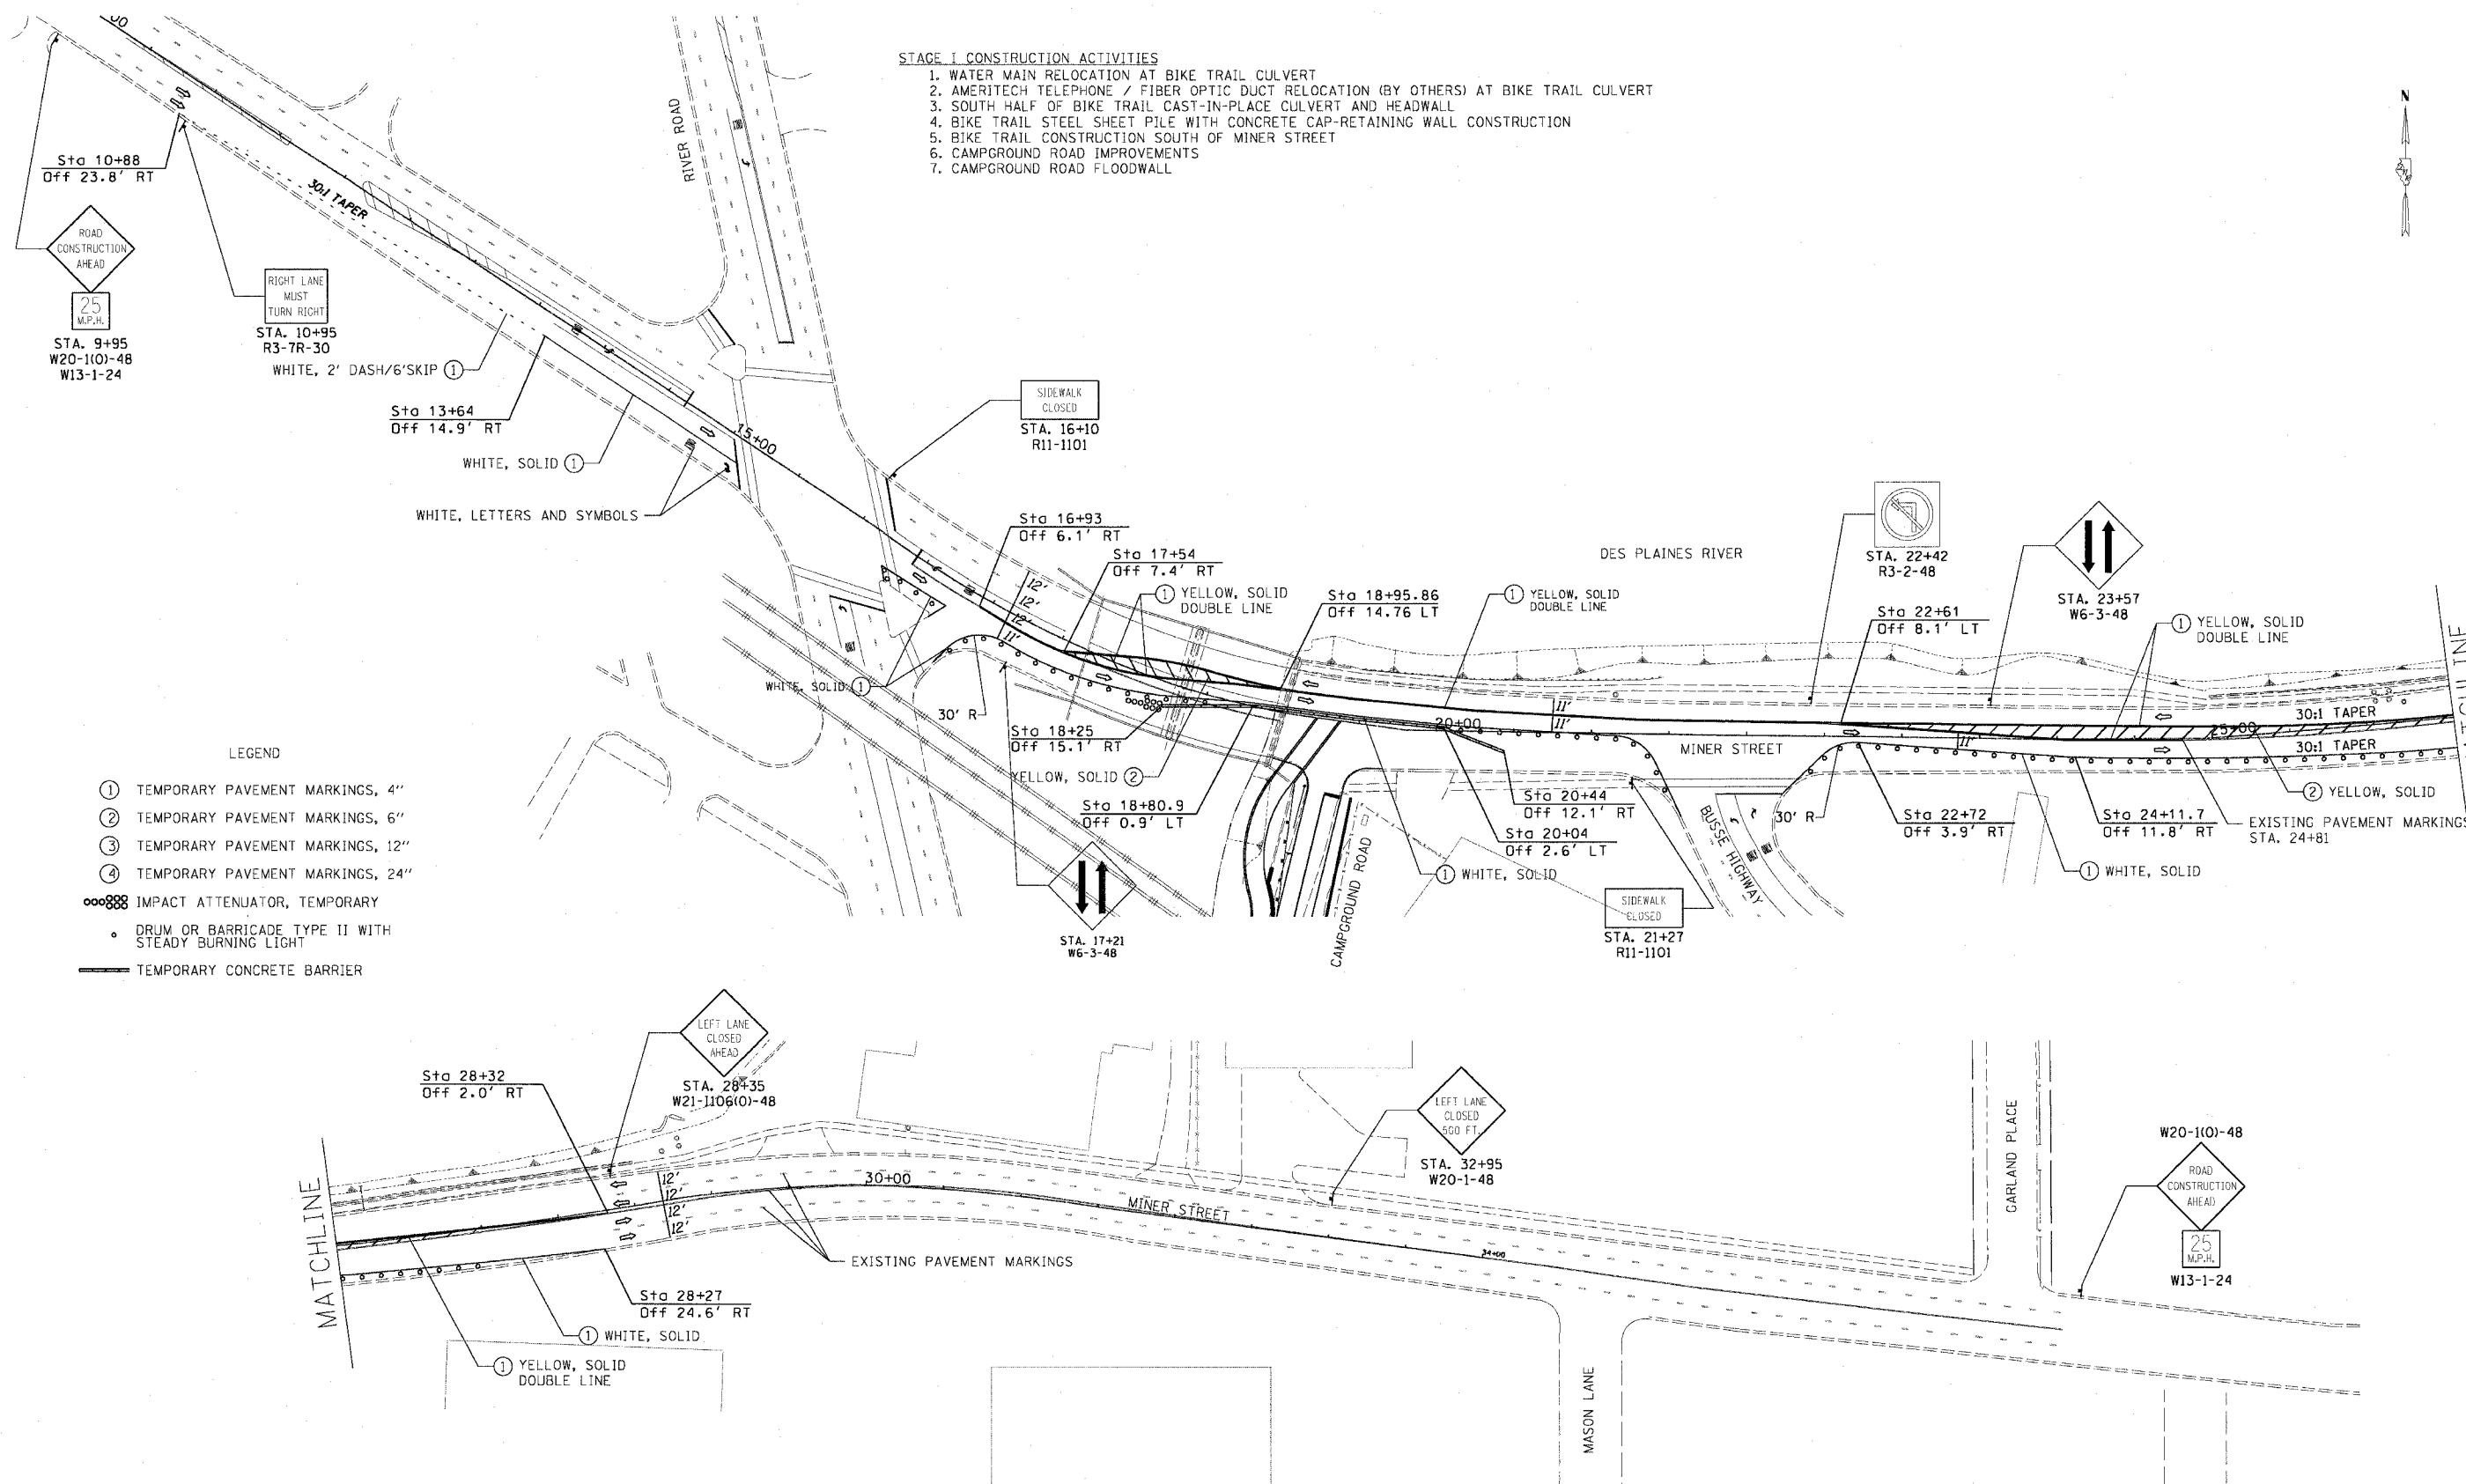 STAGE I CONSTRUCTION ACTIVITIES
1. WATER MAIN RELOCATION AT BIKE TRAIL CULVERT
2. AMERITECH TELEPHONE / FIBER OPTIC DUCT RELOCATION (BY OTHERS) AT BIKE TRAIL CULVERT
3. SOUTH HALF OF BIKE TRAIL CAST-IN-PLACE CULVERT AND HEADWALL
4. BIKE TRAIL STEEL SHEET PILE WITH CONCRETE CAP-RETAINING WALL CONSTRUCTION
5. BIKE TRAIL CONSTRUCTION SOUTH OF MINER STREET
6. CAMPGROUND ROAD IMPROVEMENTS
7. CAMPGROUND ROAD FLOODWALL
N
RIVER ROAD
Sta 10+88
Off 23.8' RT
30:1 TAPER
ROAD
CONSTRUCTION
AHEAD
25
M.P.H.
STA. 9+95
W20-1(O)-48
W13-1-24
RIGHT LANE
MUST
TURN RIGHT
STA. 10+95
R3-7R-30
WHITE, 2' DASH/6'SKIP 1
Sta 13+64
Off 14.9' RT
WHITE, SOLID 1
15+00
WHITE, LETTERS AND SYMBOLS
SIDEWALK
CLOSED
STA. 16+10
R11-1101
Sta 16+93
Off 6.1' RT
Sta 17+54
Off 7.4' RT
12'
12'
12'
11'
1 YELLOW, SOLID
DOUBLE LINE
Sta 18+95.86
Off 14.76 LT
1 YELLOW, SOLID
DOUBLE LINE
DES PLAINES RIVER
STA. 22+42
R3-2-48
STA. 23+57
W6-3-48
Sta 22+61
Off 8.1' LT
1 YELLOW, SOLID
DOUBLE LINE
MATCHLINE
WHITE, SOLID 1
30' R
Sta 18+25
Off 15.1' RT
YELLOW, SOLID 2
Sta 18+80.9
Off 0.9' LT
STA. 17+21
W6-3-48
11'
11'
20+00
MINER STREET
11'
25+00
30:1 TAPER
30:1 TAPER
2 YELLOW, SOLID
Sta 20+44
Off 12.1' RT
Sta 20+04
Off 2.6' LT
1 WHITE, SOLID
CAMPGROUND ROAD
SIDEWALK
CLOSED
STA. 21+27
R11-1101
BUSSE HIGHWAY
30' R
Sta 22+72
Off 3.9' RT
Sta 24+11.7
Off 11.8' RT
EXISTING PAVEMENT MARKINGS
STA. 24+81
1 WHITE, SOLID
LEGEND
1 TEMPORARY PAVEMENT MARKINGS, 4"
2 TEMPORARY PAVEMENT MARKINGS, 6"
3 TEMPORARY PAVEMENT MARKINGS, 12"
4 TEMPORARY PAVEMENT MARKINGS, 24"
IMPACT ATTENUATOR, TEMPORARY
DRUM OR BARRICADE TYPE II WITH
STEADY BURNING LIGHT
TEMPORARY CONCRETE BARRIER
MATCHLINE
Sta 28+32
Off 2.0' RT
LEFT LANE
CLOSED
AHEAD
STA. 28+35
W21-1106(O)-48
12'
12'
12'
12'
30+00
MINER STREET
EXISTING PAVEMENT MARKINGS
Sta 28+27
Off 24.6' RT
1 WHITE, SOLID
1 YELLOW, SOLID
DOUBLE LINE
LEFT LANE
CLOSED
500 FT.
STA. 32+95
W20-1-48
34+00
MASON LANE
GARLAND PLACE
W20-1(O)-48
ROAD
CONSTRUCTION
AHEAD
25
M.P.H.
W13-1-24